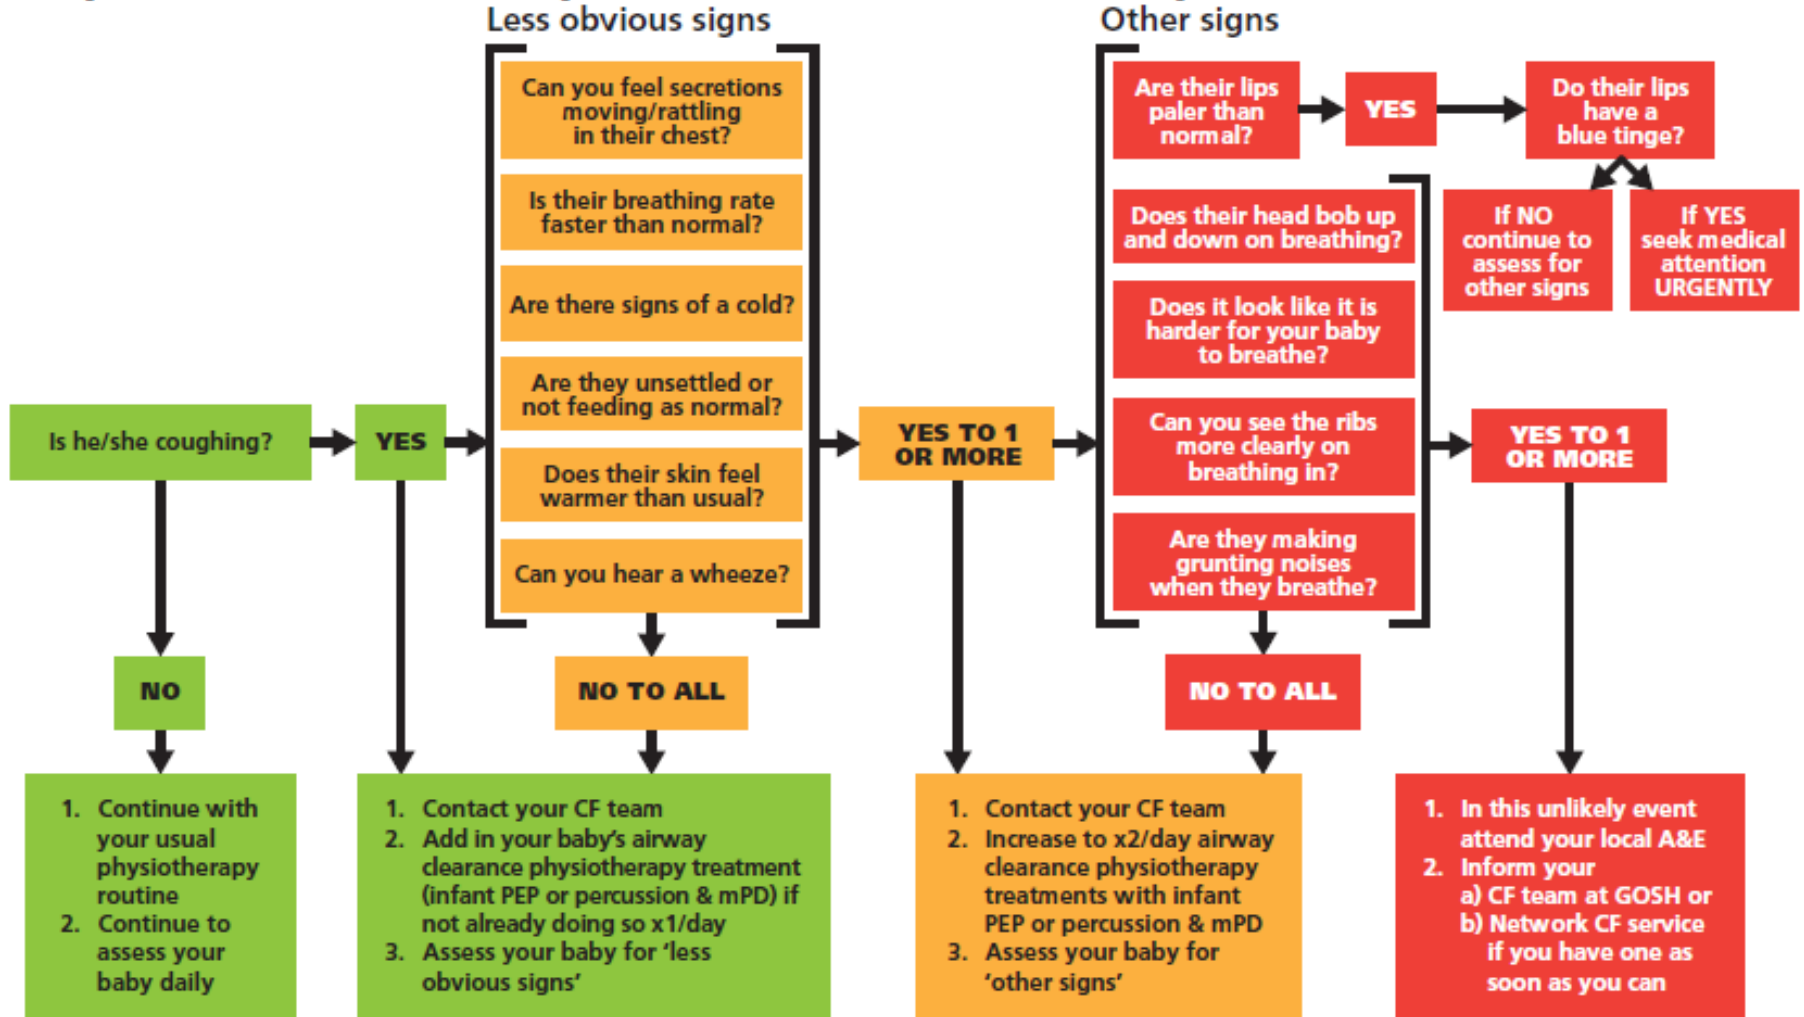 Less obvious signs
Other signs
Is he/she coughing?
YES
NO
Can you feel secretions
moving/rattling
in their chest?
Is their breathing rate
faster than normal?
Are there signs of a cold?
Are they unsettled or
not feeding as normal?
Does their skin feel
warmer than usual?
Can you hear a wheeze?
NO TO ALL
YES TO 1
OR MORE
Are their lips
paler than
normal?
YES
Do their lips
have a
blue tinge?
If NO
continue to
assess for
other signs
If YES
seek medical
attention
URGENTLY
Does their head bob up
and down on breathing?
Does it look like it is
harder for your baby
to breathe?
Can you see the ribs
more clearly on
breathing in?
Are they making
grunting noises
when they breathe?
NO TO ALL
YES TO 1
OR MORE
1. Continue with
your usual
physiotherapy
routine
2. Continue to
assess your
baby daily
1. Contact your CF team
2. Add in your baby’s airway
clearance physiotherapy treatment
(infant PEP or percussion & mPD) if
not already doing so x1/day
3. Assess your baby for ‘less
obvious signs’
1. Contact your CF team
2. Increase to x2/day airway
clearance physiotherapy
treatments with infant
PEP or percussion & mPD
3. Assess your baby for
‘other signs’
1. In this unlikely event
attend your local A&E
2. Inform your
a) CF team at GOSH or
b) Network CF service
if you have one as
soon as you can